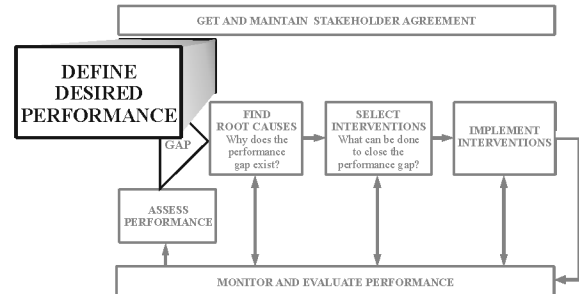 GET AND MAINTAIN STAKEHOLDER AGREEMENT
DEFINE
DESIRED
PERFORMANCE
GAP
FIND
ROOT CAUSES
Why does the
performance
gap exist?
SELECT
INTERVENTIONS
What can be done
to close the
performance gap?
IMPLEMENT
INTERVENTIONS
ASSESS
PERFORMANCE
MONITOR AND EVALUATE PERFORMANCE